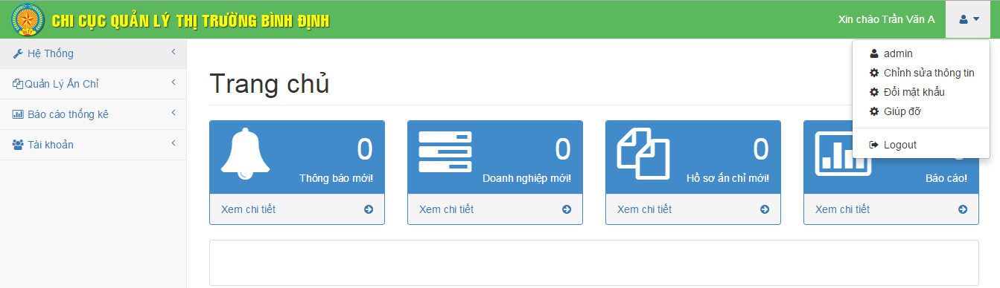 CHI CỤC QUẢN LÝ THỊ TRƯỜNG BÌNH ĐỊNH
Xin chào Trần Văn A
Hệ Thống
Quản Lý Ấn Chỉ
Báo cáo thống kê
Tài khoản
admin
Chỉnh sửa thông tin
Đổi mật khẩu
Giúp đỡ
Logout
Trang chủ
0
Thông báo mới!
Xem chi tiết
0
Doanh nghiệp mới!
Xem chi tiết
0
Hồ sơ ấn chỉ mới!
Xem chi tiết
Báo cáo!
Xem chi tiết